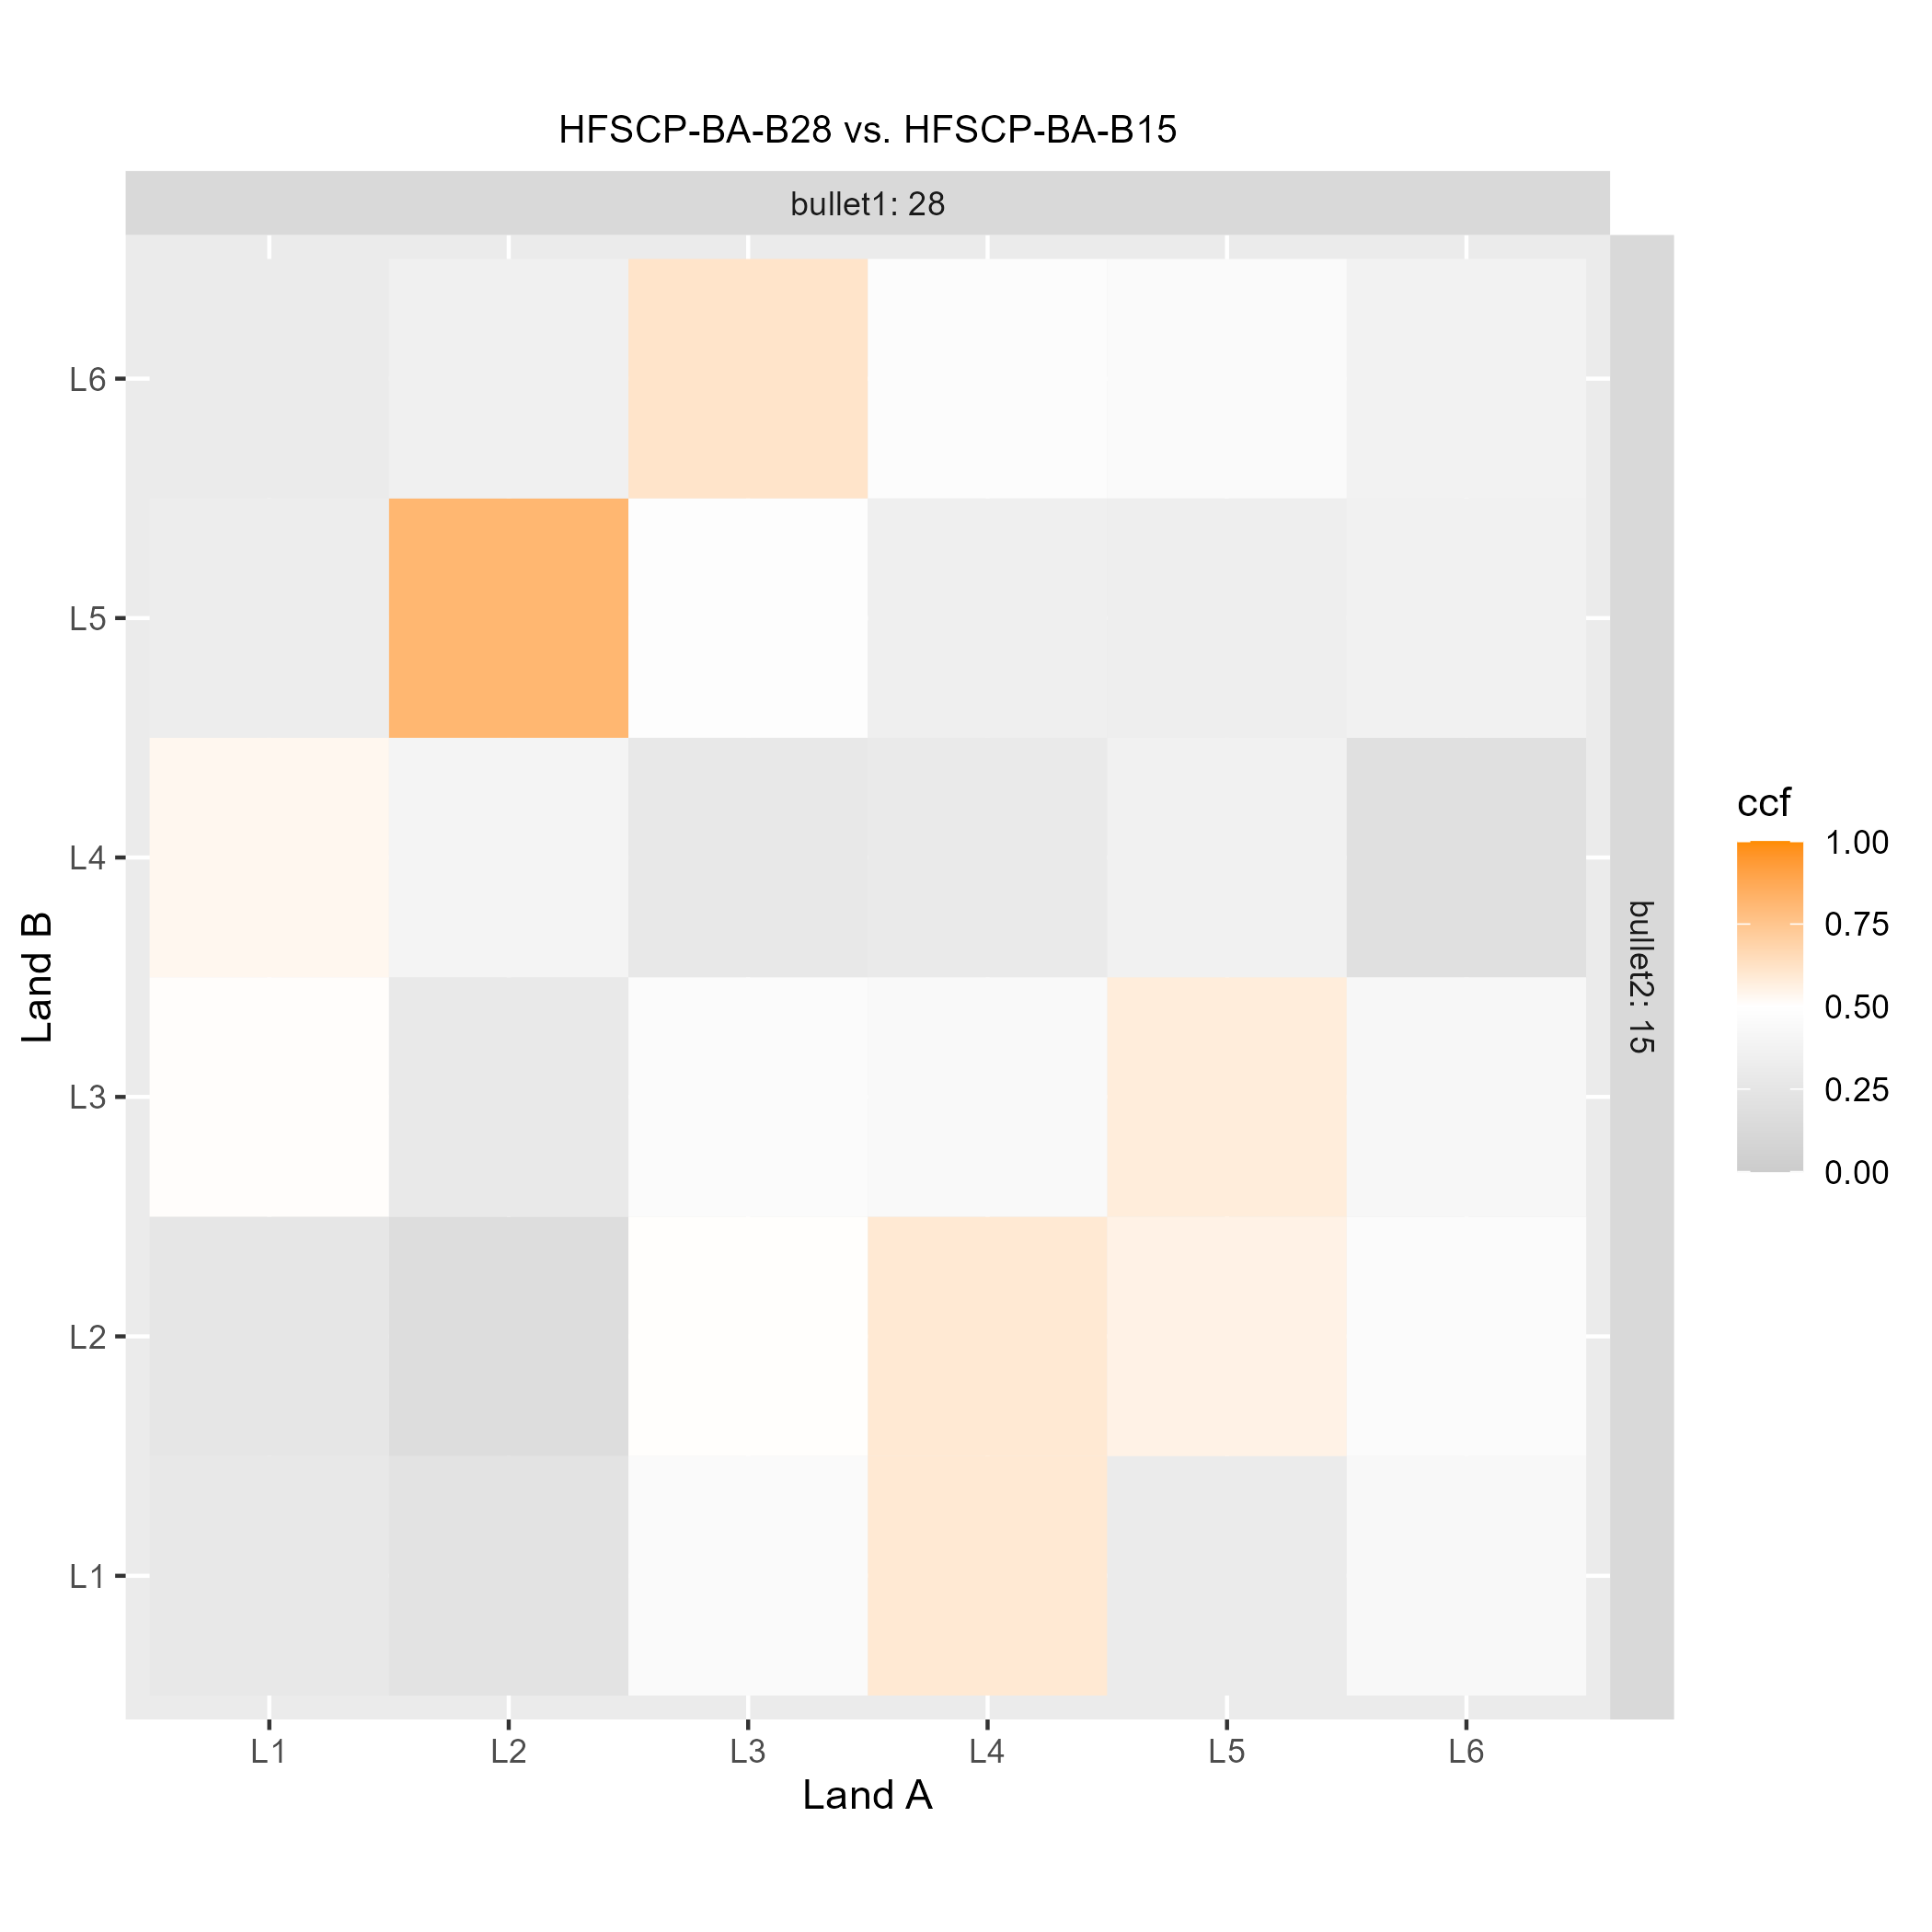 HFSCP-BA-B28 vs. HFSCP-BA-B15
bullet1: 28
bullet2: 15
Land B
L6
L5
L4
L3
L2
L1
L1 L2 L3 L4 L5 L6
Land A
ccf
1.00
0.75
0.50
0.25
0.00